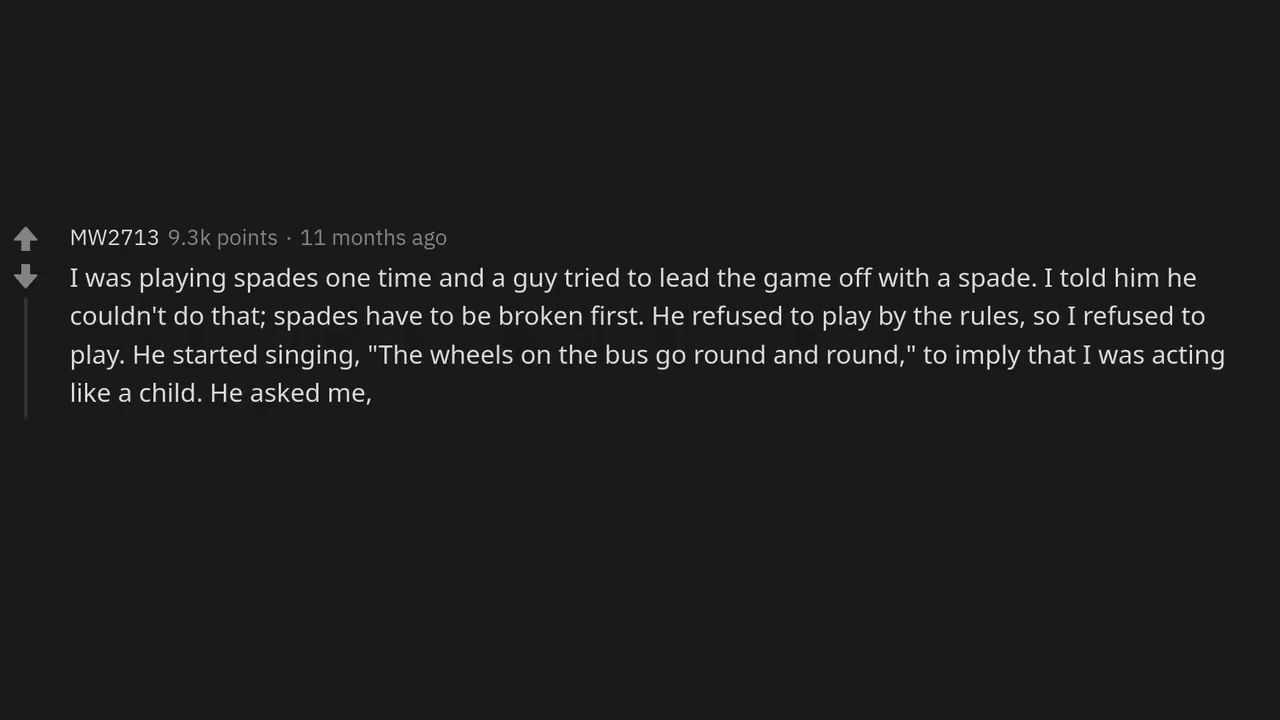 MW2713 9.3k points · 11 months ago
I was playing spades one time and a guy tried to lead the game off with a spade. I told him he
couldn't do that; spades have to be broken first. He refused to play by the rules, so I refused to
play. He started singing, "The wheels on the bus go round and round," to imply that I was acting
like a child. He asked me,